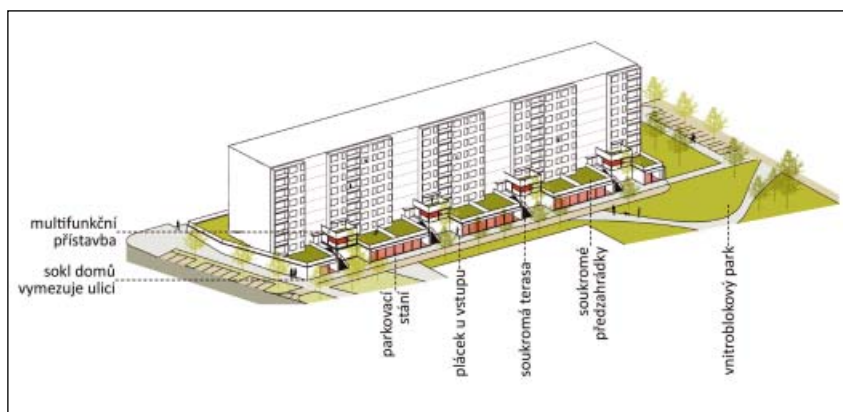 multifunkční
přístavba
sokl domů
vymezuje ulici
parkovací
stání
plácek u vstupu
soukromá terasa
soukromé
předzahrádky
vnitroblokový park